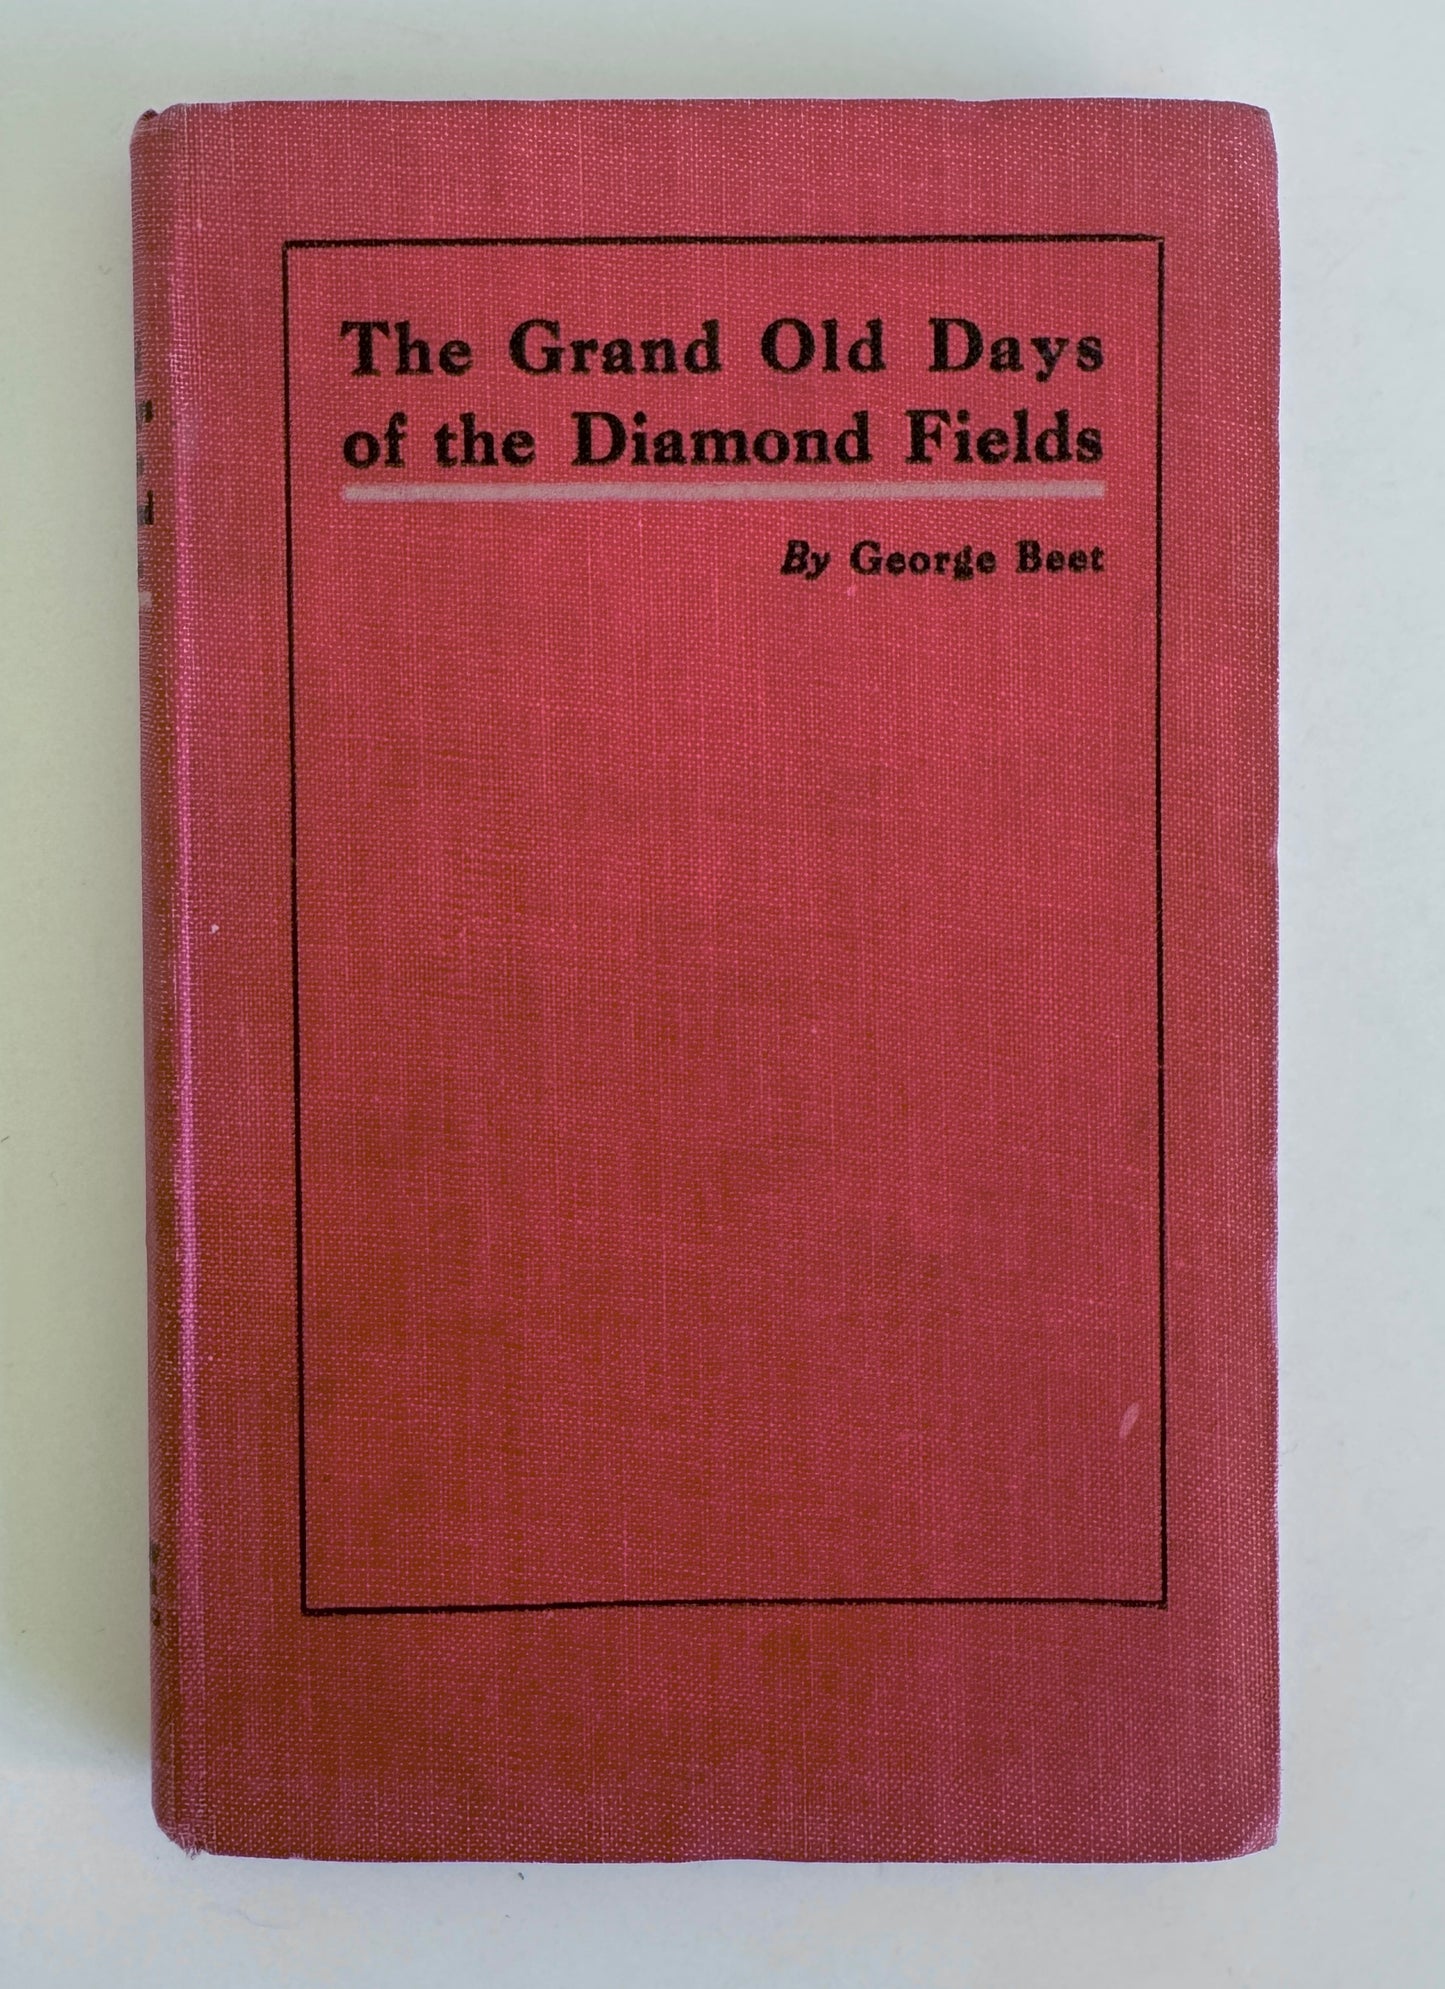 The Grand Old Days
of the Diamond Fields
By George Beet